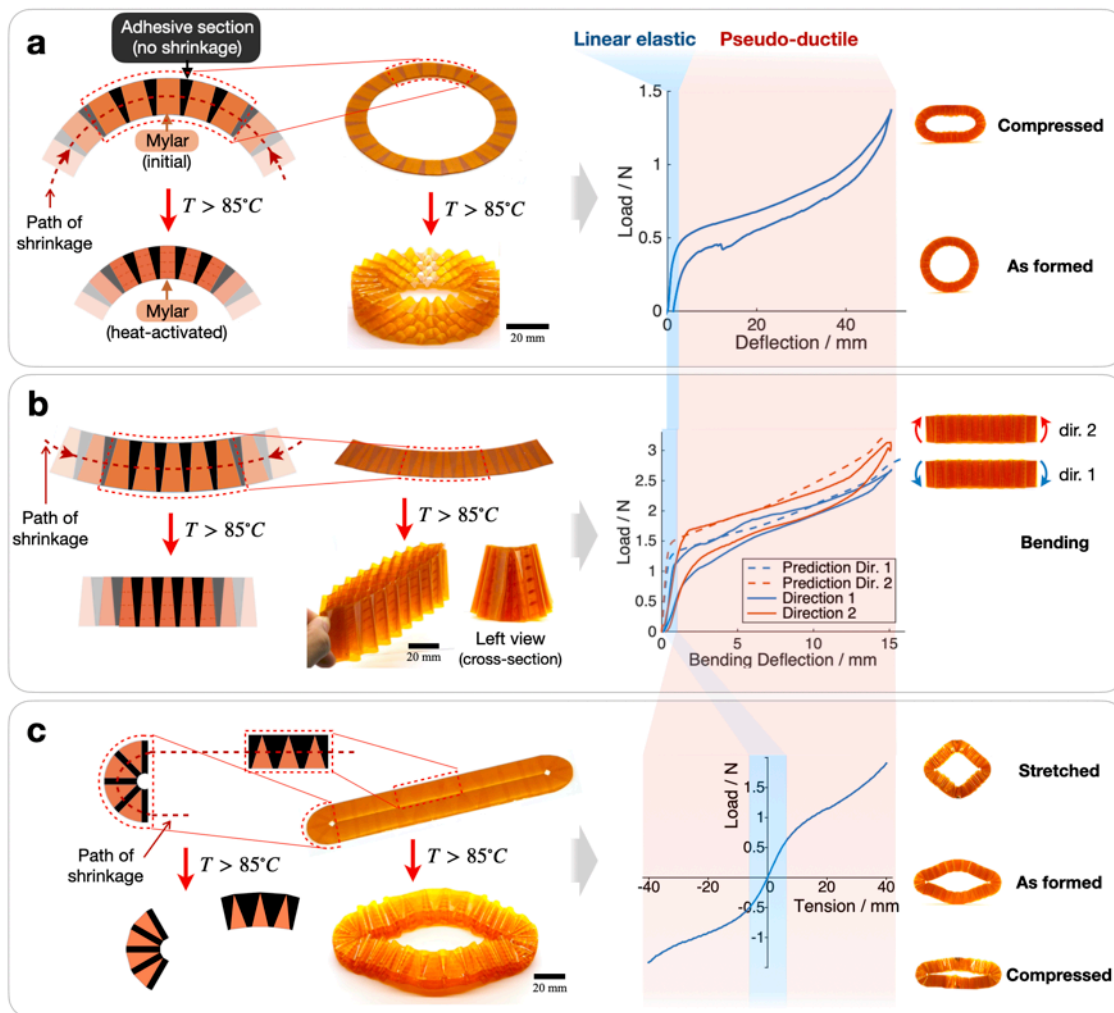 a
Adhesive section
(no shrinkage)
Mylar
(initial)
Path of
shrinkage
T > 85°C
T > 85°C
Mylar
(heat-activated)
20 mm
Linear elastic
Pseudo-ductile
1.5
1
0.5
0
Load / N
0
20
40
Deflection / mm
Compressed
As formed
b
Path of
shrinkage
T > 85°C
T > 85°C
20 mm
Left view
(cross-section)
3
2.5
2
1.5
1
0.5
0
Load / N
Prediction Dir. 1
Prediction Dir. 2
Direction 1
Direction 2
0
5
10
15
Bending Deflection / mm
dir. 2
dir. 1
Bending
c
Path of
shrinkage
T > 85°C
T > 85°C
20 mm
Load / N
1.5
1
0.5
-40
-20
0
20
40
Tension / mm
-0.5
-1
Stretched
As formed
Compressed